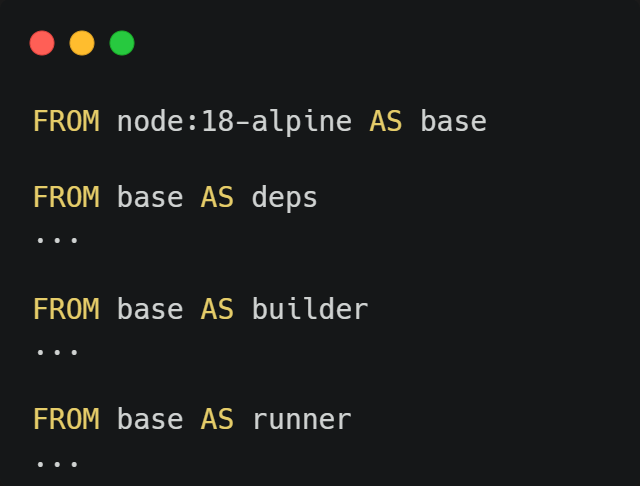 FROM node:18-alpine AS base
FROM base AS deps
...
FROM base AS builder
...
FROM base AS runner
...